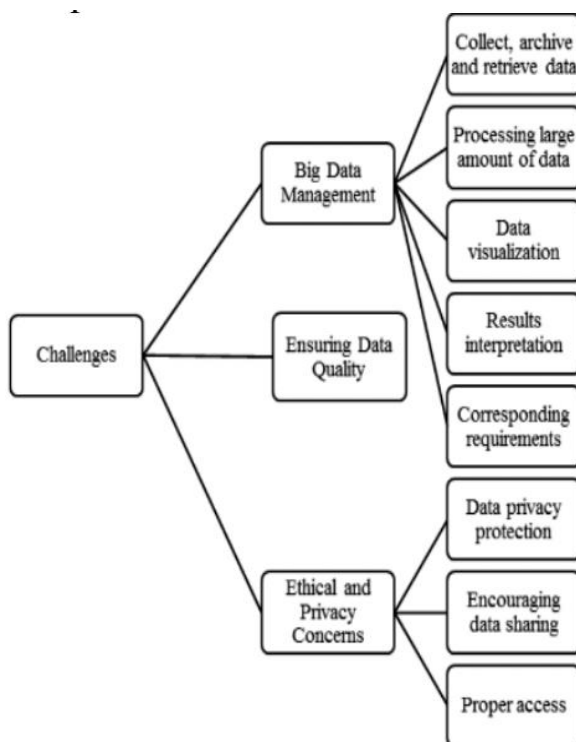 Collect, archive
and retrieve data
Processing large
amount of data
Big Data
Management
Data
visualization
Results
interpretation
Challenges
Ensuring Data
Quality
Corresponding
requirements
Data privacy
protection
Ethical and
Privacy
Concerns
Encouraging
data sharing
Proper access